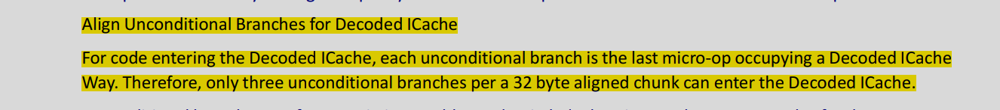 Align Unconditional Branches for Decoded ICache
For code entering the Decoded ICache, each unconditional branch is the last micro-op occupying a Decoded ICache
Way. Therefore, only three unconditional branches per a 32 byte aligned chunk can enter the Decoded ICache.